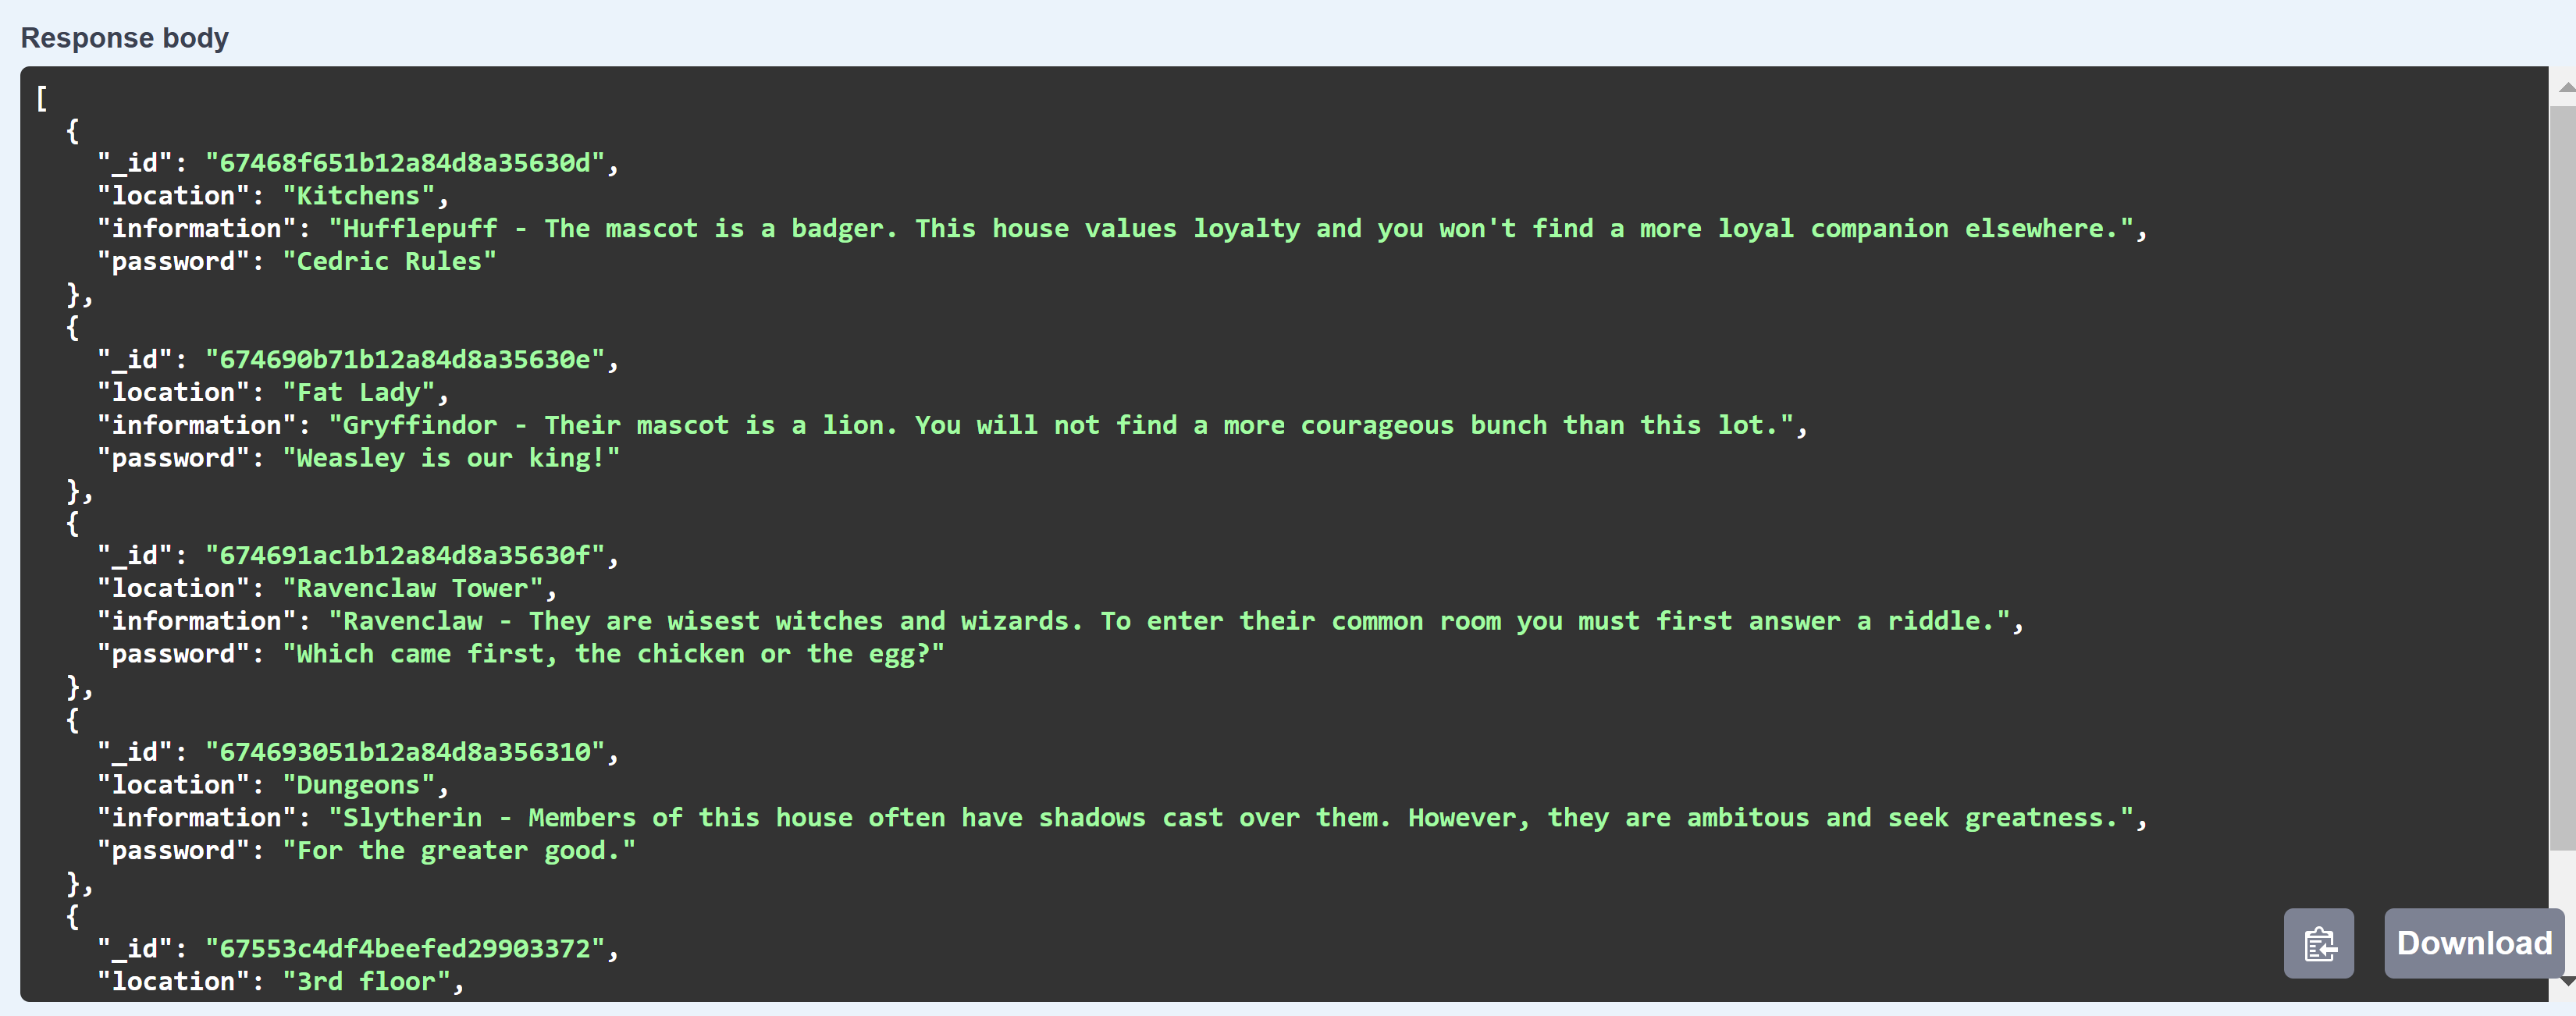 Response body
[
  {
    "_id": "67468f651b12a84d8a35630d",
    "location": "Kitchens",
    "information": "Hufflepuff - The mascot is a badger. This house values loyalty and you won't find a more loyal companion elsewhere.",
    "password": "Cedric Rules"
  },
  {
    "_id": "674690b71b12a84d8a35630e",
    "location": "Fat Lady",
    "information": "Gryffindor - Their mascot is a lion. You will not find a more courageous bunch than this lot.",
    "password": "Weasley is our king!"
  },
  {
    "_id": "674691ac1b12a84d8a35630f",
    "location": "Ravenclaw Tower",
    "information": "Ravenclaw - They are wisest witches and wizards. To enter their common room you must first answer a riddle.",
    "password": "Which came first, the chicken or the egg?"
  },
  {
    "_id": "674693051b12a84d8a356310",
    "location": "Dungeons",
    "information": "Slytherin - Members of this house often have shadows cast over them. However, they are ambitous and seek greatness.",
    "password": "For the greater good."
  },
  {
    "_id": "67553c4df4beefed29903372",
    "location": "3rd floor",
Download